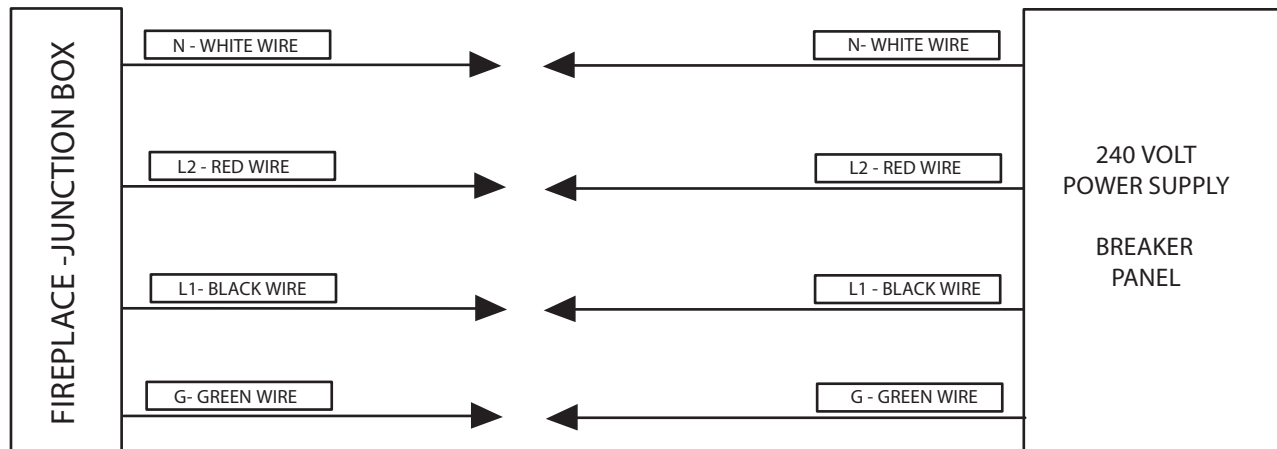 FIREPLACE -JUNCTION BOX
N - WHITE WIRE
N- WHITE WIRE
L2 - RED WIRE
L2 - RED WIRE
L1- BLACK WIRE
L1 - BLACK WIRE
G- GREEN WIRE
G - GREEN WIRE
240 VOLT
POWER SUPPLY
BREAKER
PANEL